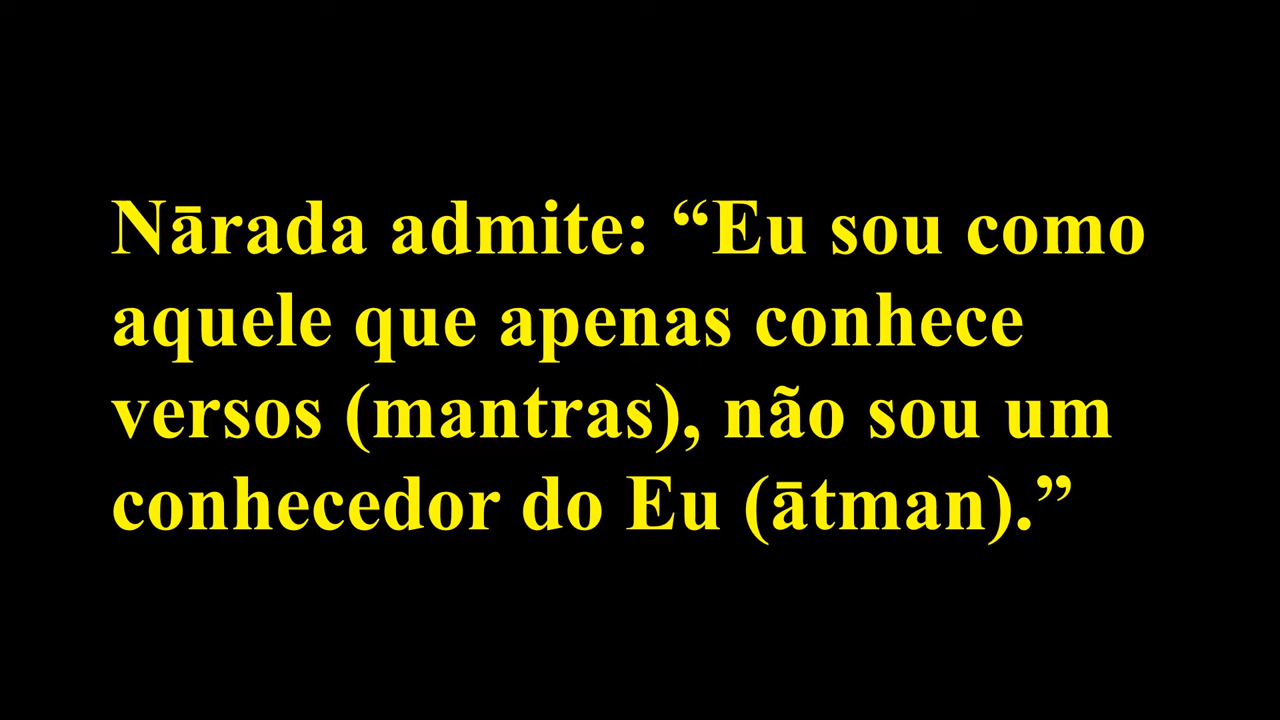 Nārada admite: “Eu sou como
aquele que apenas conhece
versos (mantras), não sou um
conhecedor do Eu (ātman).”